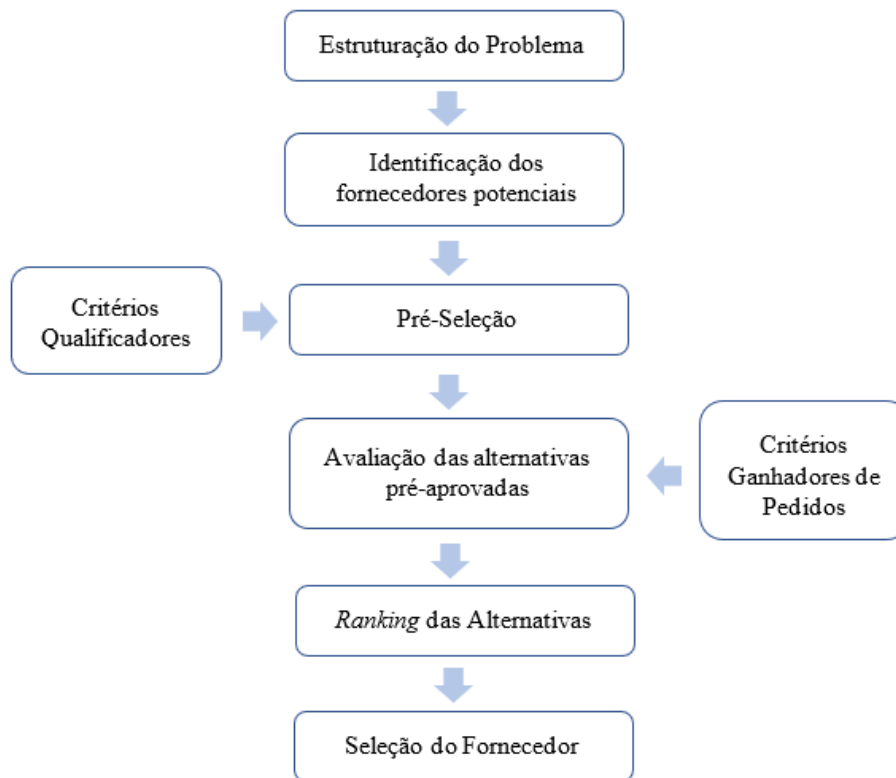 Estruturação do Problema
Identificação dos
fornecedores potenciais
Critérios
Qualificadores
Pré-Seleção
Avaliação das alternativas
pré-aprovadas
Critérios
Ganhadores de
Pedidos
Ranking das Alternativas
Seleção do Fornecedor